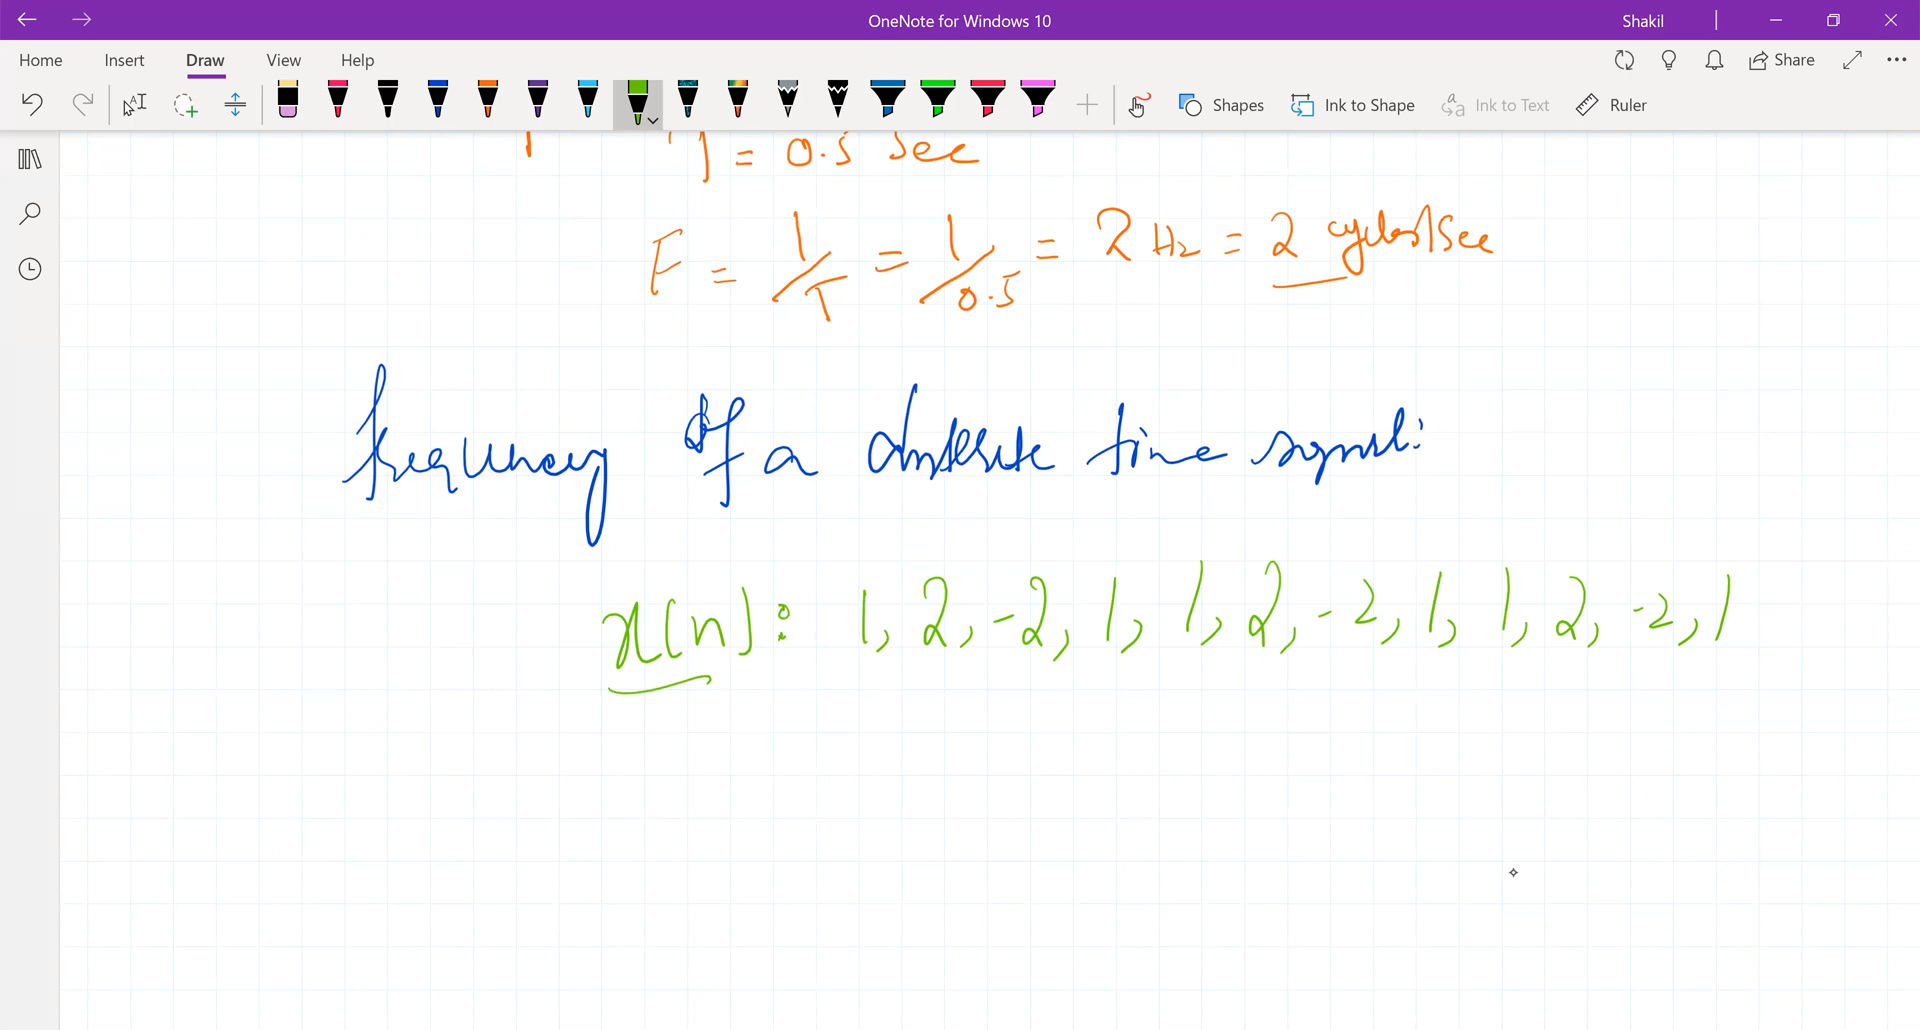 OneNote for Windows 10
Shakil
Home Insert Draw View Help
Share
Shapes Ink to Shape Ink to Text Ruler
= 0.5 Sec
F = 1/T = 1/0.5 = 2 Hz = 2 cycles/Sec
frequency of a discrete time signal:
x(n): 1, 2, -2, 1, 1, 2, -2, 1, 1, 2, -2, 1